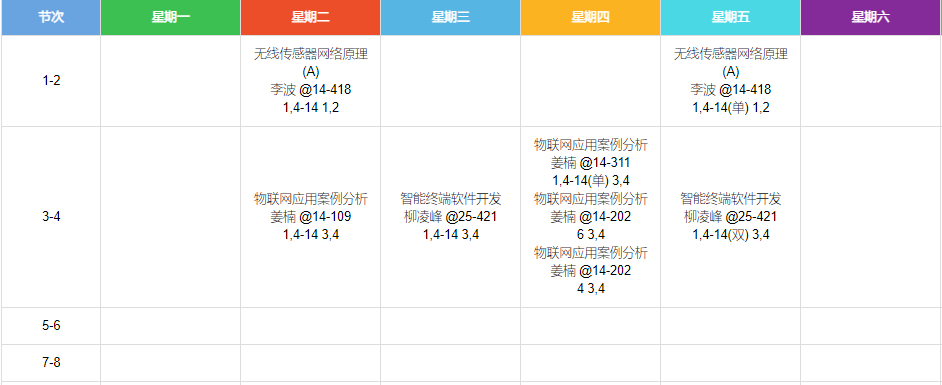 节次 星期一 星期二 星期三 星期四 星期五 星期六
1-2
无线传感器网络原理
(A)
李波 @14-418
1,4-14 1,2
无线传感器网络原理
(A)
李波 @14-418
1,4-14(单) 1,2
3-4
物联网应用案例分析
姜楠 @14-109
1,4-14 3,4
智能终端软件开发
柳凌峰 @25-421
1,4-14 3,4
物联网应用案例分析
姜楠 @14-311
1,4-14(单) 3,4
物联网应用案例分析
姜楠 @14-202
6 3,4
物联网应用案例分析
姜楠 @14-202
4 3,4
智能终端软件开发
柳凌峰 @25-421
1,4-14(双) 3,4
5-6
7-8